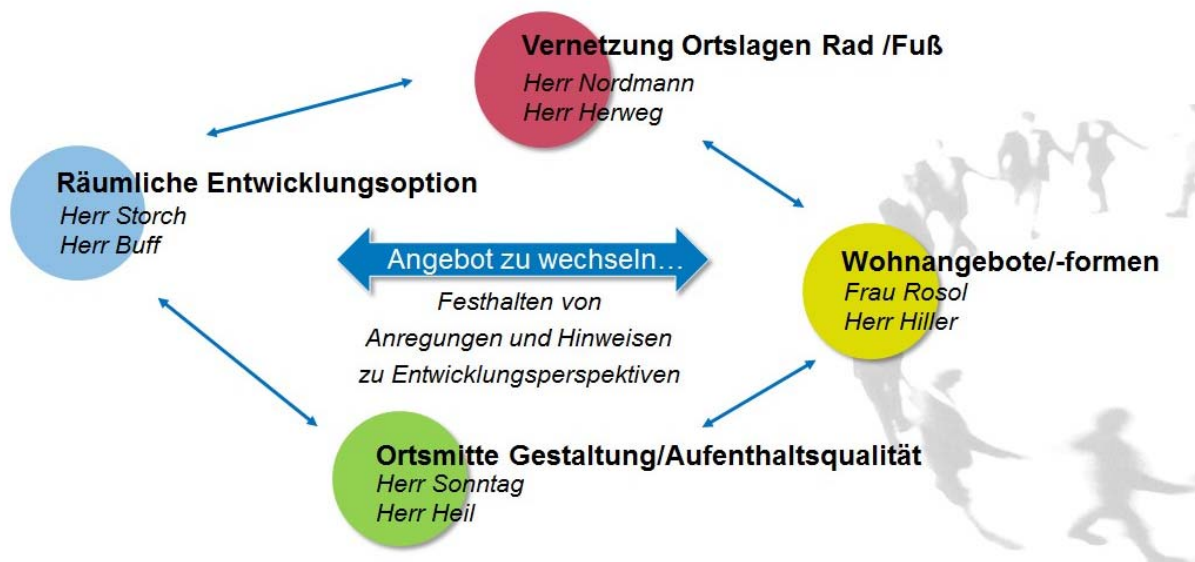 Vernetzung Ortslagen Rad /Fuß
Herr Nordmann
Herr Herweg
Räumliche Entwicklungsoption
Herr Storch
Herr Buff
Angebot zu wechseln…
Festhalten von
Anregungen und Hinweisen
zu Entwicklungsperspektiven
Wohnangebote/-formen
Frau Rosol
Herr Hiller
Ortsmitte Gestaltung/Aufenthaltsqualität
Herr Sonntag
Herr Heil